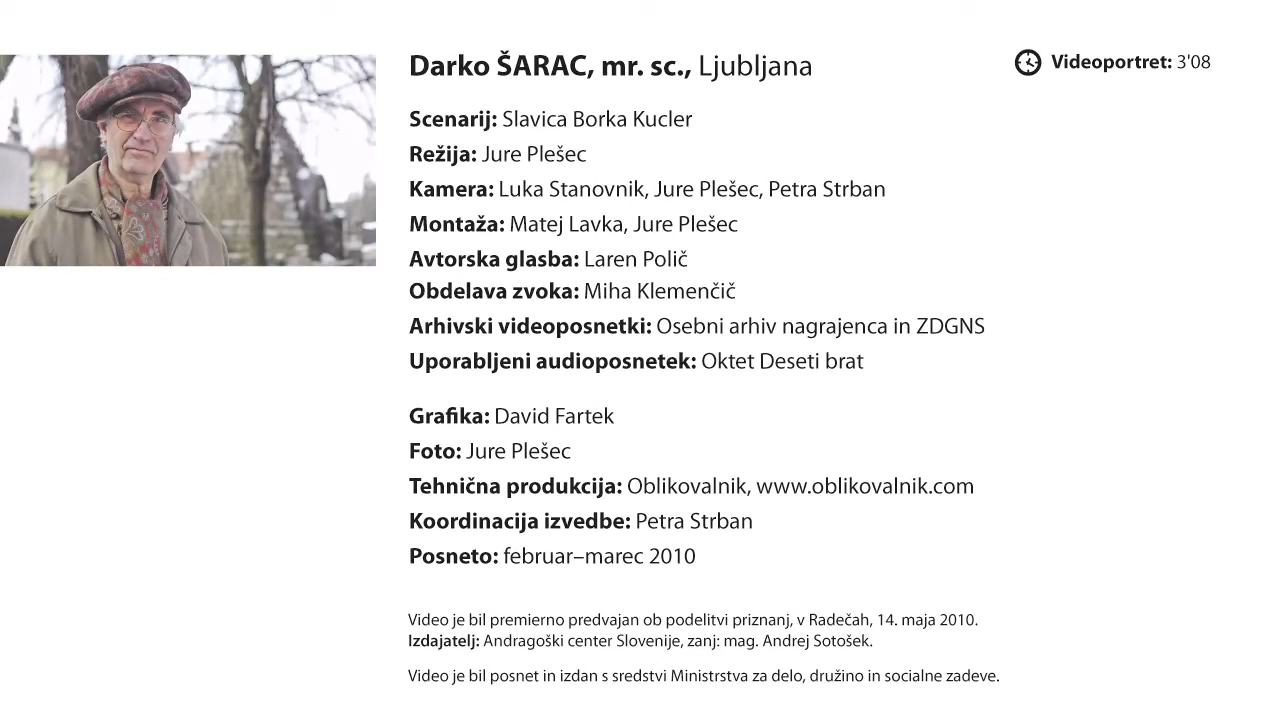 Darko ŠARAC, mr. sc., Ljubljana
Videoportret: 3'08
Scenarij: Slavica Borka Kucler
Režija: Jure Plešec
Kamera: Luka Stanovnik, Jure Plešec, Petra Strban
Montaža: Matej Lavka, Jure Plešec
Avtorska glasba: Laren Polič
Obdelava zvoka: Miha Klemenčič
Arhivski videoposnetki: Osebni arhiv nagrajenca in ZDGNS
Uporabljeni audioposnetek: Oktet Deseti brat
Grafika: David Fartek
Foto: Jure Plešec
Tehnična produkcija: Oblikovalnik, www.oblikovalnik.com
Koordinacija izvedbe: Petra Strban
Posneto: februar–marec 2010
Video je bil premierno predvajan ob podelitvi priznanj, v Radečah, 14. maja 2010.
Izdajatelj: Andragoški center Slovenije, zanj: mag. Andrej Sotošek.
Video je bil posnet in izdan s sredstvi Ministrstva za delo, družino in socialne zadeve.